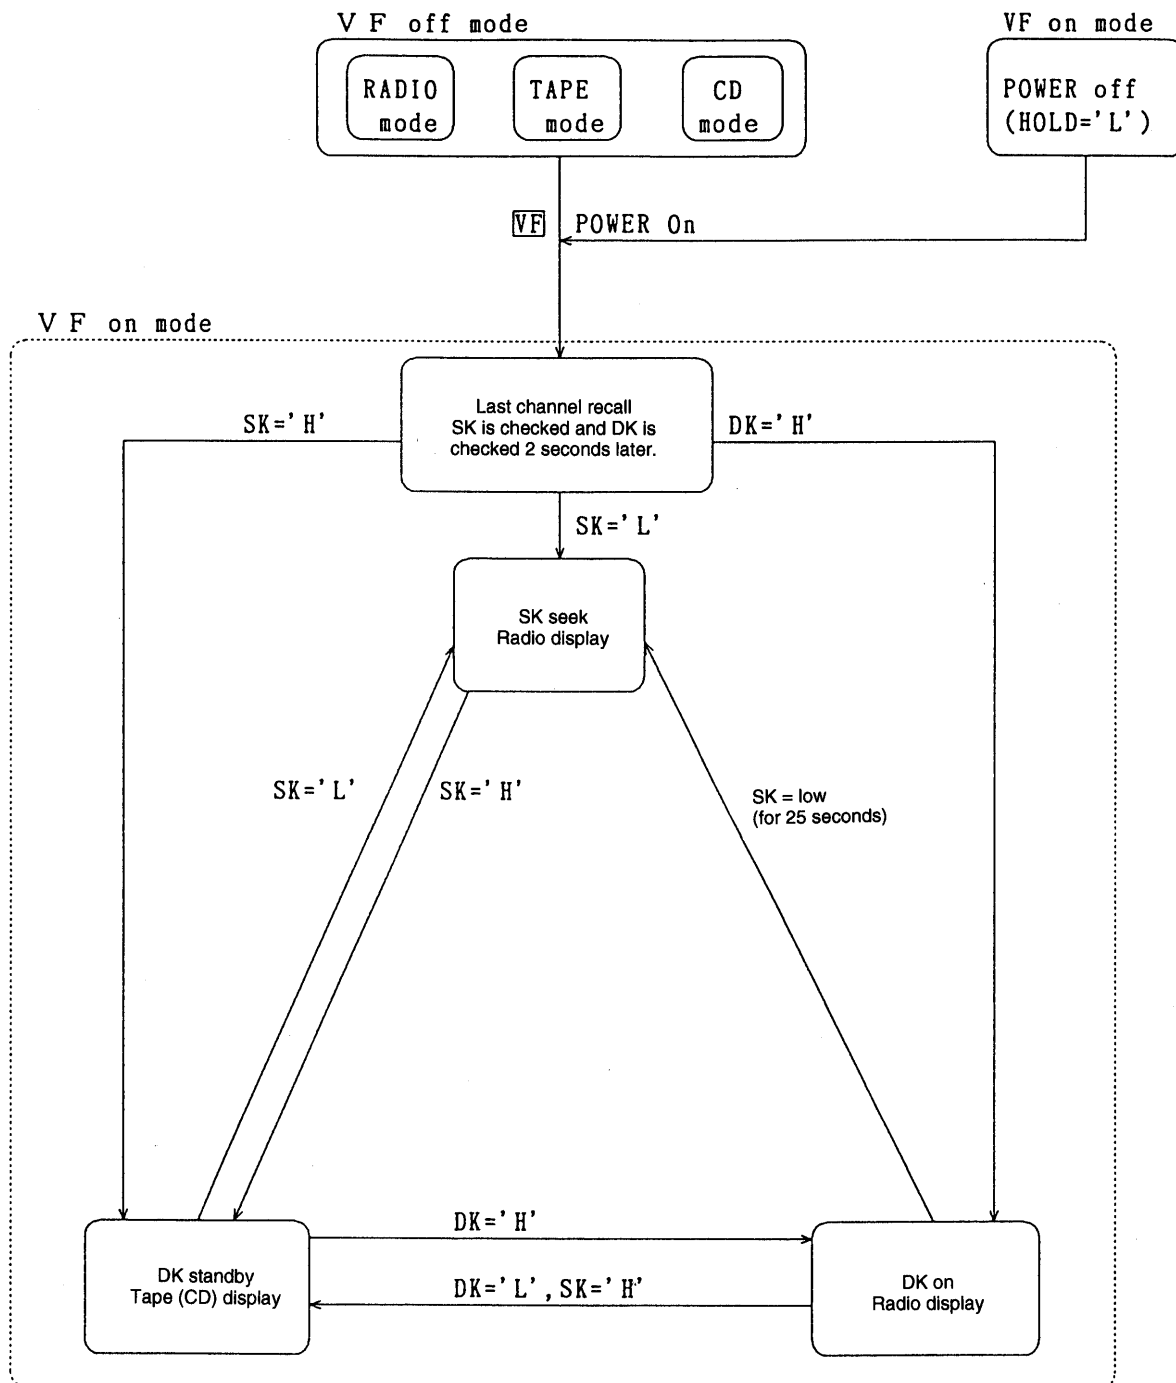 V F off mode
VF on mode
RADIO
mode
TAPE
mode
CD
mode
POWER off
(HOLD='L')
VF
POWER On
V F on mode
Last channel recall
SK is checked and DK is
checked 2 seconds later.
SK='H'
DK='H'
SK='L'
SK seek
Radio display
SK='L'
SK='H'
SK = low
(for 25 seconds)
DK='H'
DK standby
Tape (CD) display
DK='L',SK='H'
DK on
Radio display